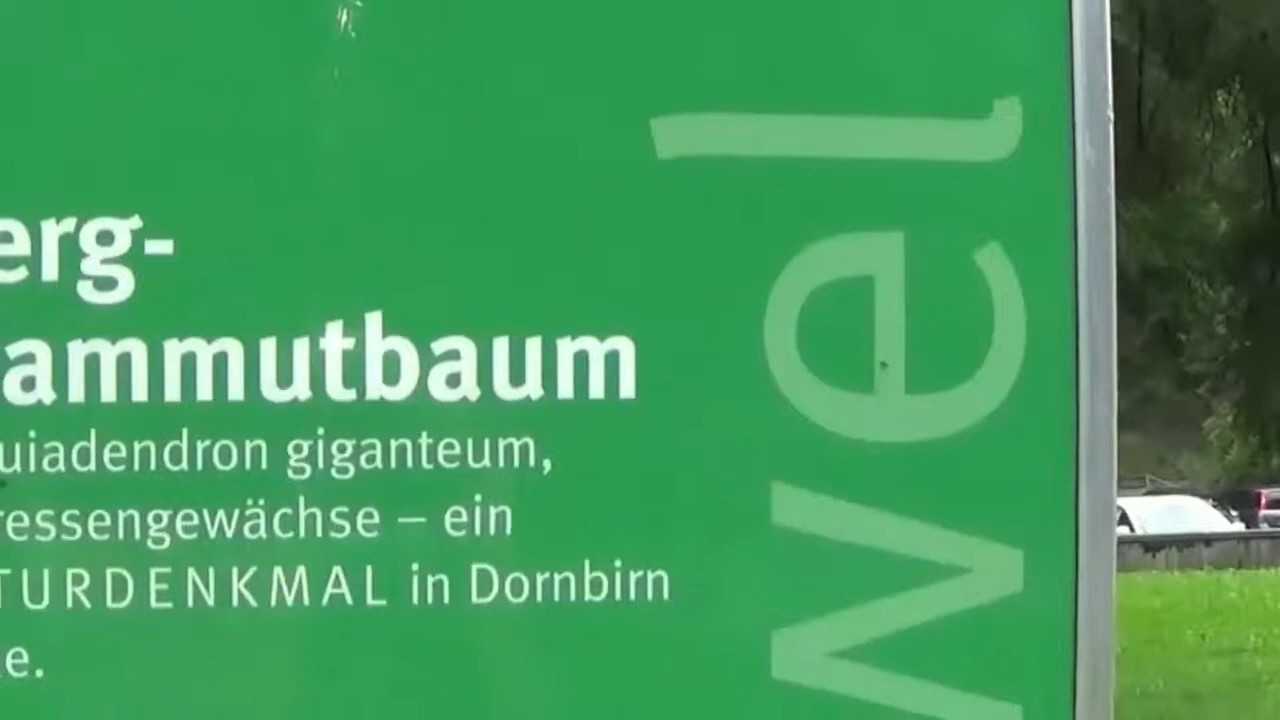 erg-
ammutbaum
uiadendron giganteum,
ressengewächse – ein
TURDENKMAL in Dornbirn
e.
wel